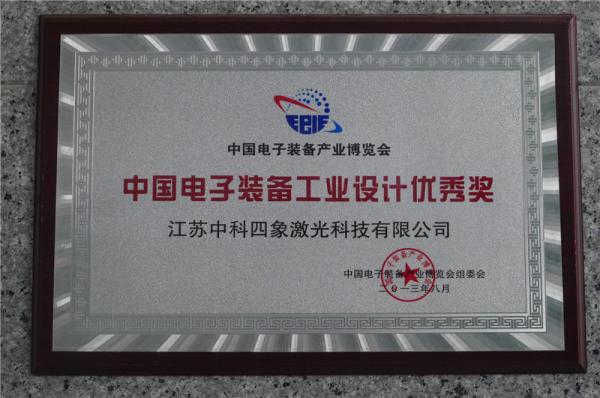 EEIF
中国电子装备产业博览会
中国电子装备工业设计优秀奖
江苏中科四象激光科技有限公司
中国电子装备产业博览会组委会
二〇一三年八月